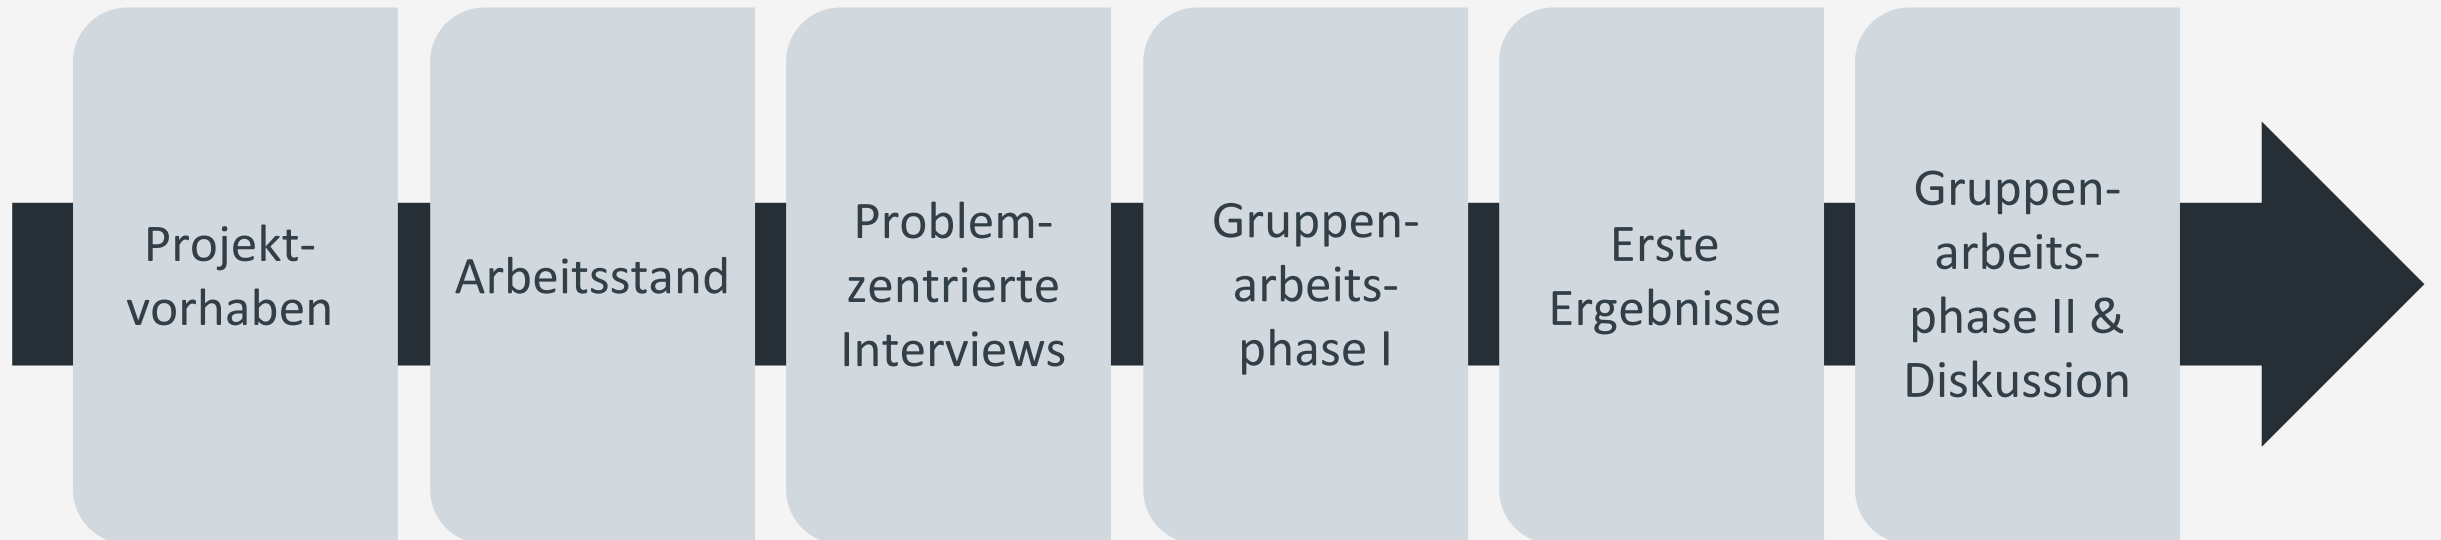 Projekt-
vorhaben
Arbeitsstand
Problem-
zentrierte
Interviews
Gruppen-
arbeits-
phase I
Erste
Ergebnisse
Gruppen-
arbeits-
phase II &
Diskussion